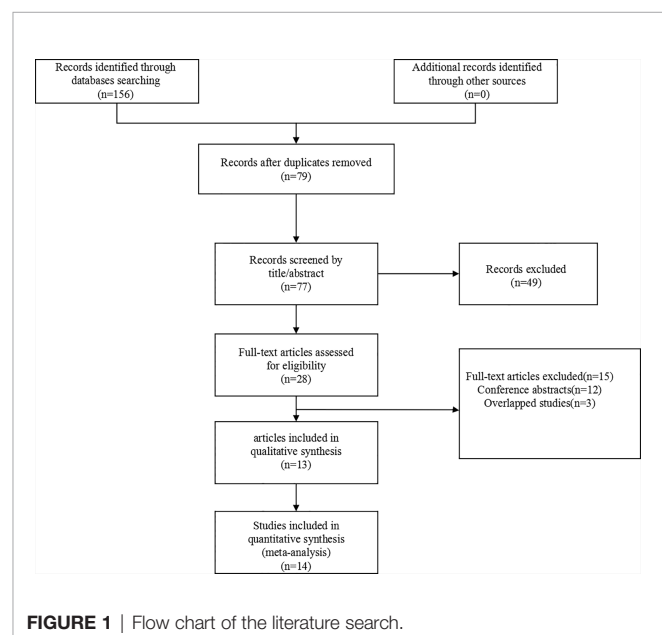 Records identified through
databases searching
(n=156)
Additional records identified
through other sources
(n=0)
Records after duplicates removed
(n=79)
Records screened by
title/abstract
(n=77)
Records excluded
(n=49)
Full-text articles assessed
for eligibility
(n=28)
Full-text articles excluded(n=15)
Conference abstracts(n=12)
Overlapped studies(n=3)
articles included in
qualitative synthesis
(n=13)
Studies included in
quantitative synthesis
(meta-analysis)
(n=14)
FIGURE 1 | Flow chart of the literature search.